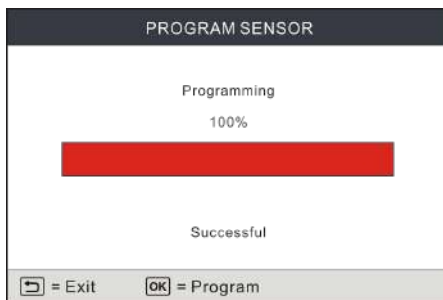 PROGRAM SENSOR
Programming
100%
Successful
= Exit OK = Program